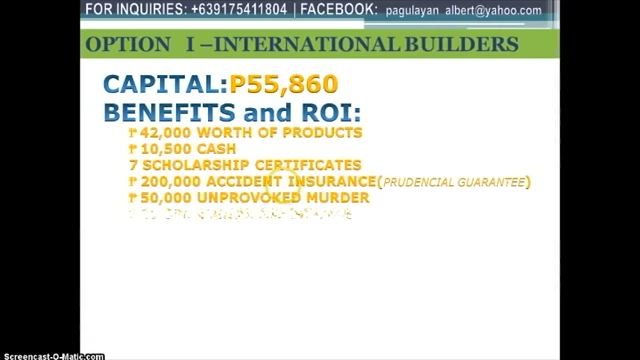 FOR INQUIRIES: +639175411804 | FACEBOOK: pagulayan albert@yahoo.com
OPTION I –INTERNATIONAL BUILDERS
CAPITAL:P55,860
BENEFITS and ROI:
₱ 42,000 WORTH OF PRODUCTS
₱ 10,500 CASH
7 SCHOLARSHIP CERTIFICATES
₱ 200,000 ACCIDENT INSURANCE(PRUDENCIAL GUARANTEE)
₱ 50,000 UNPROVOKED MURDER
Screencast-O-Matic.com